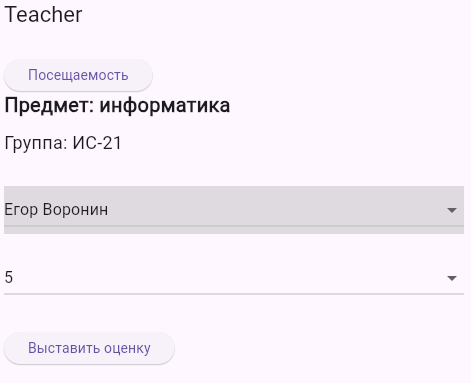 Teacher
Посещаемость
Предмет: информатика
Группа: ИС-21
Егор Воронин
5
Выставить оценку